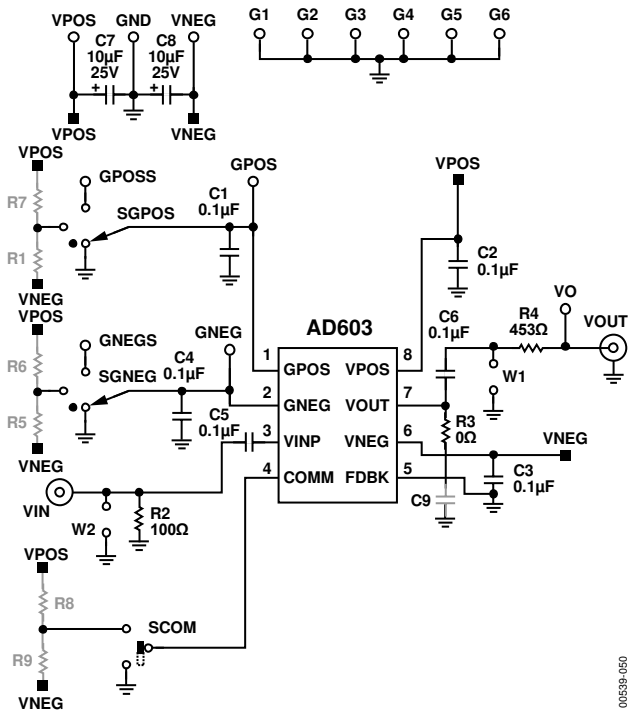 VPOS GND VNEG
C7 10µF 25V
C8 10µF 25V
+ +
VPOS VNEG
G1 G2 G3 G4 G5 G6
VPOS
R7
R1
VNEG
GPOSS
SGPOS
C1 0.1µF
GPOS
VPOS
C2 0.1µF
VPOS
R6
R5
VNEG
GNEGS
SGNEG
C4 0.1µF
GNEG
C5 0.1µF
AD603
1 GPOS VPOS 8
2 GNEG VOUT 7
3 VINP VNEG 6
4 COMM FDBK 5
C6 0.1µF
R4 453Ω
VO
VOUT
W1
R3 0Ω
VNEG
C3 0.1µF
C9
VIN
W2
R2 100Ω
VPOS
R8
R9
VNEG
SCOM
00539-050